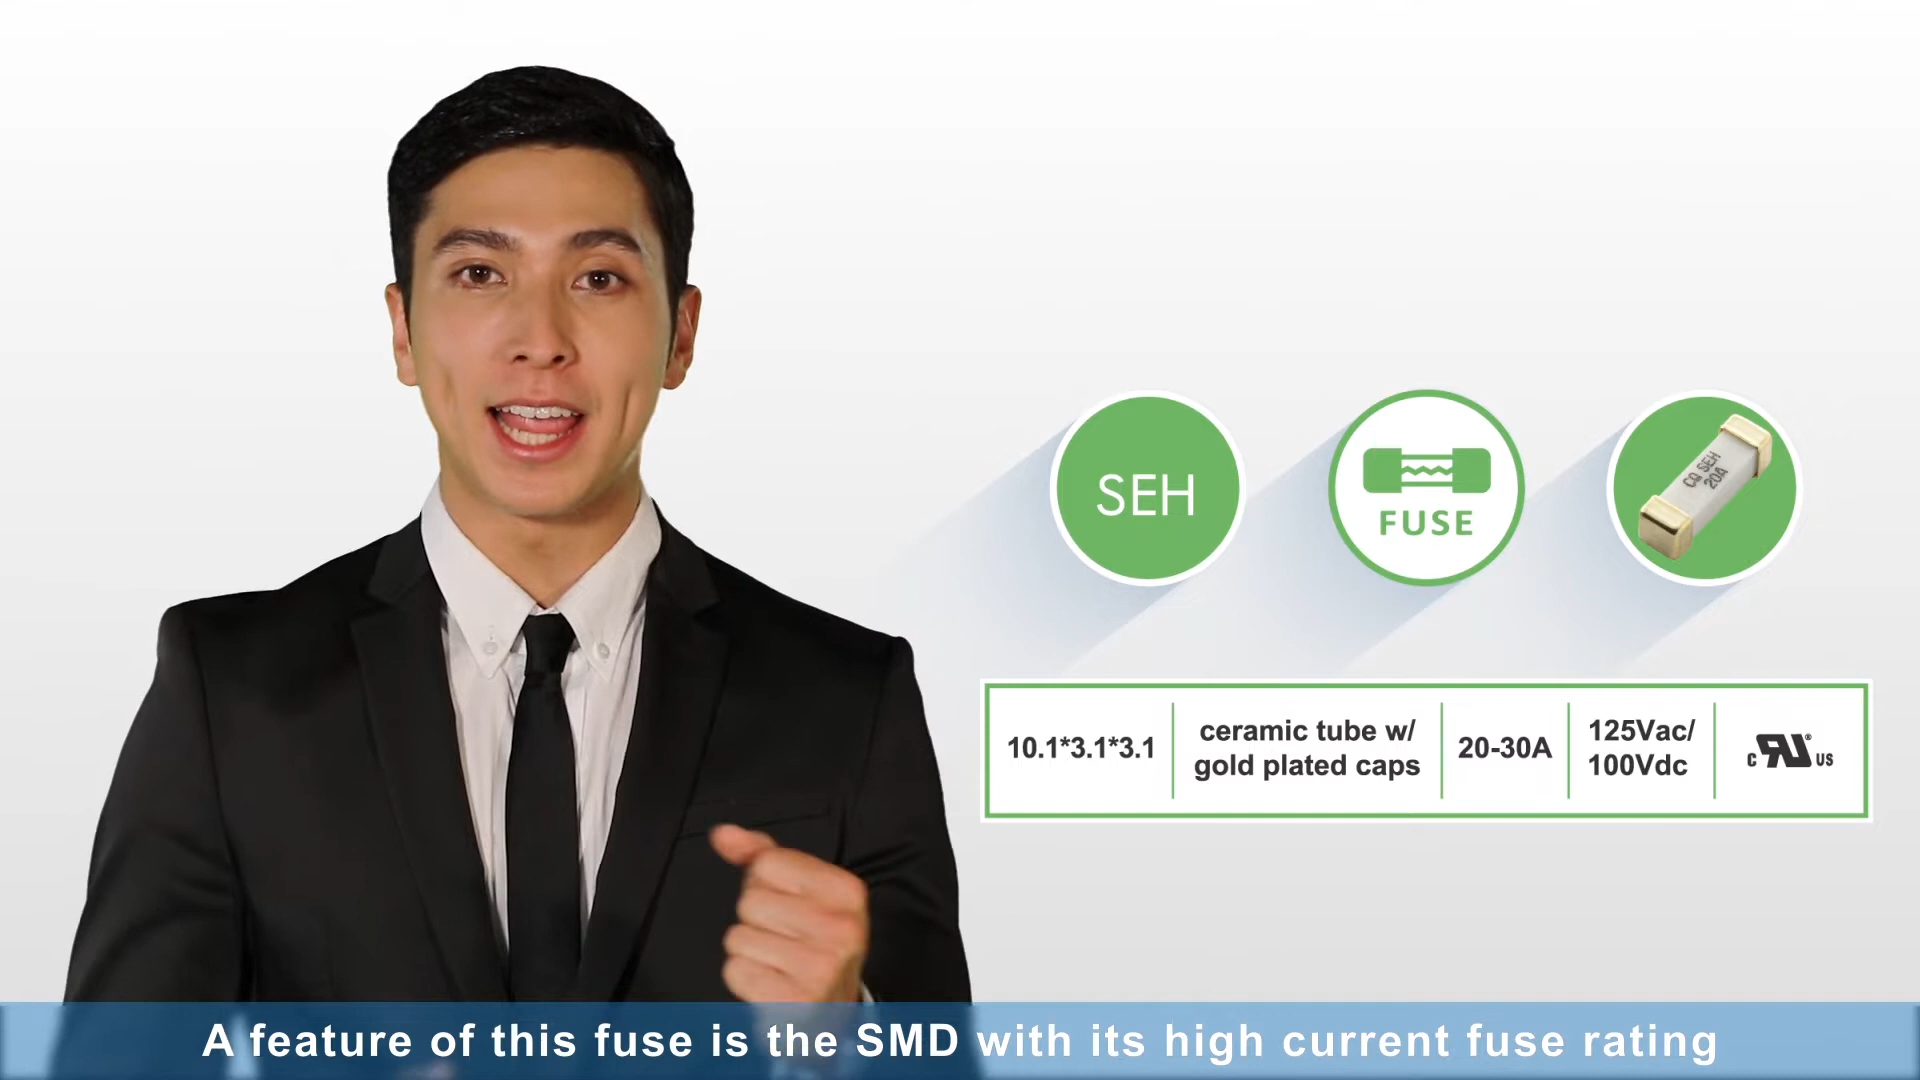 SEH
FUSE
CQ SEH
20A
10.1*3.1*3.1
ceramic tube w/
gold plated caps
20-30A
125Vac/
100Vdc
c RU® US
A feature of this fuse is the SMD with its high current fuse rating